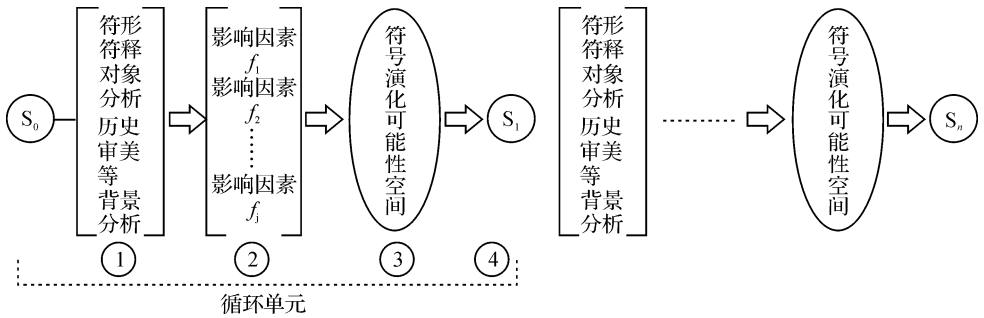 S₀
符形
符释
对象
分析
历史
审美
等
背景
分析
影响因素
f₁
影响因素
f₂
影响因素
fⱼ
符号演化可能性空间
S₁
符形
符释
对象
分析
历史
审美
等
背景
分析
符号演化可能性空间
Sₙ
①
②
③
④
循环单元